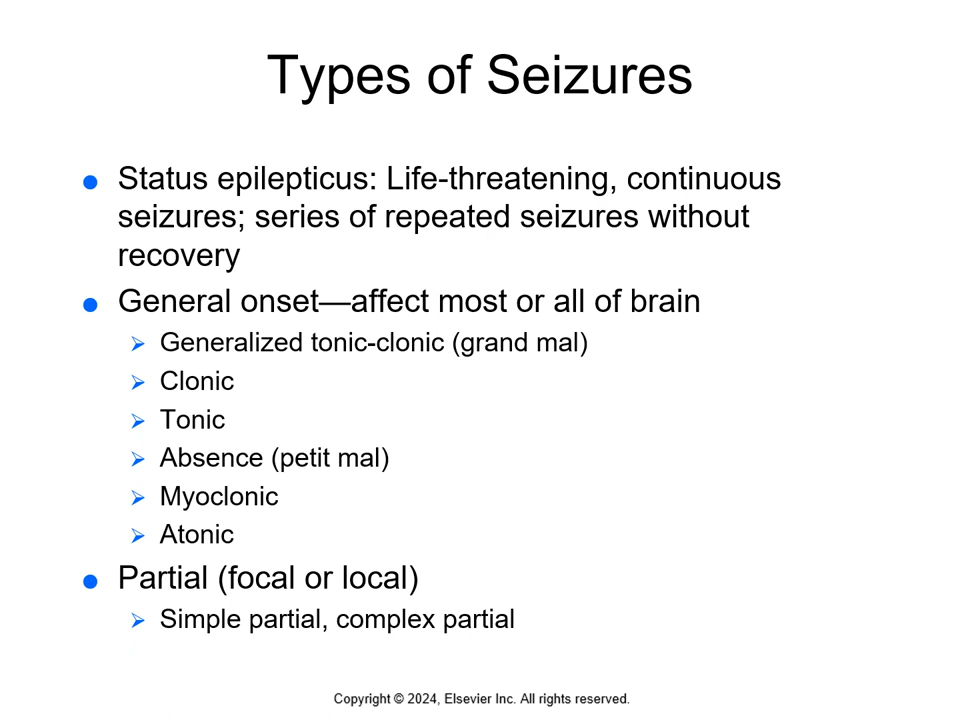 Types of Seizures
● Status epilepticus: Life-threatening, continuous
seizures; series of repeated seizures without
recovery
● General onset—affect most or all of brain
➢ Generalized tonic-clonic (grand mal)
➢ Clonic
➢ Tonic
➢ Absence (petit mal)
➢ Myoclonic
➢ Atonic
● Partial (focal or local)
➢ Simple partial, complex partial
Copyright © 2024, Elsevier Inc. All rights reserved.